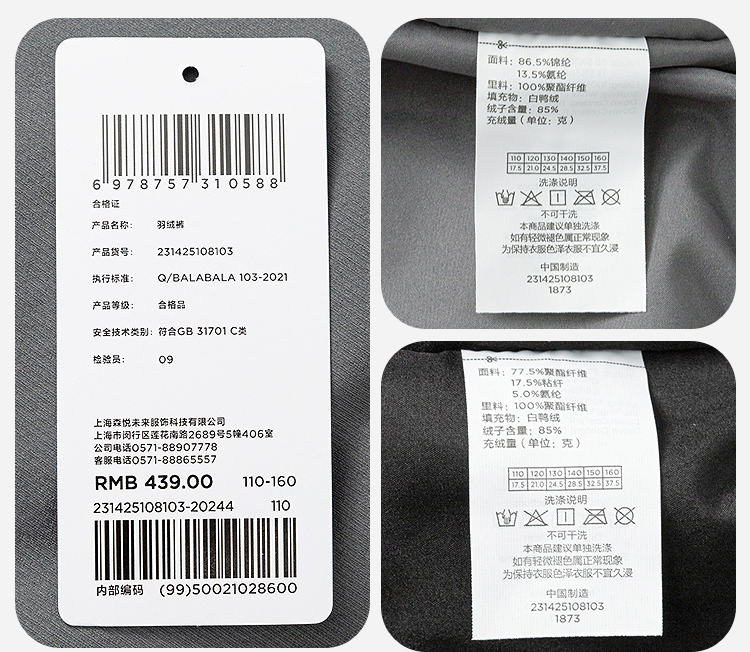 6 978757 310588
合格证
产品名称： 羽绒裤
产品货号： 231425108103
执行标准： Q/BALABALA 103-2021
产品等级： 合格品
安全技术类别：符合GB 31701 C类
检验员： 09
上海森悦未来服饰科技有限公司
上海市闵行区莲花南路2689号5幢406室
公司电话0571-88907778
客服电话0571-88865557
RMB 439.00 110-160
231425108103-20244 110
内部编码 (99)50021028600
面料：86.5%锦纶
13.5%氨纶
里料：100%聚酯纤维
填充物：白鸭绒
绒子含量：85%
充绒量（单位：克）
110 120 130 140 150 160
17.5 21.0 24.5 28.5 32.5 37.5
洗涤说明
不可干洗
本商品建议单独洗涤
如有轻微褪色属正常现象
为保持衣服色泽衣服不宜久浸
中国制造
231425108103
1873
面料：77.5%聚酯纤维
17.5%粘纤
5.0%氨纶
里料：100%聚酯纤维
填充物：白鸭绒
绒子含量：85%
充绒量（单位：克）
110 120 130 140 150 160
17.5 21.0 24.5 28.5 32.5 37.5
洗涤说明
不可干洗
本商品建议单独洗涤
如有轻微褪色属正常现象
为保持衣服色泽衣服不宜久浸
中国制造
231425108103
1873